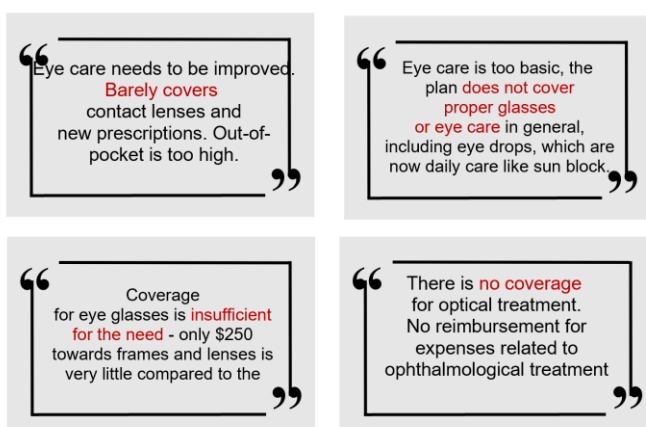 Eye care needs to be improved.
Barely covers
contact lenses and
new prescriptions. Out-of-
pocket is too high.
Eye care is too basic, the
plan does not cover
proper glasses
or eye care in general,
including eye drops, which are
now daily care like sun block.
Coverage
for eye glasses is insufficient
for the need - only $250
towards frames and lenses is
very little compared to the
There is no coverage
for optical treatment.
No reimbursement for
expenses related to
ophthalmological treatment